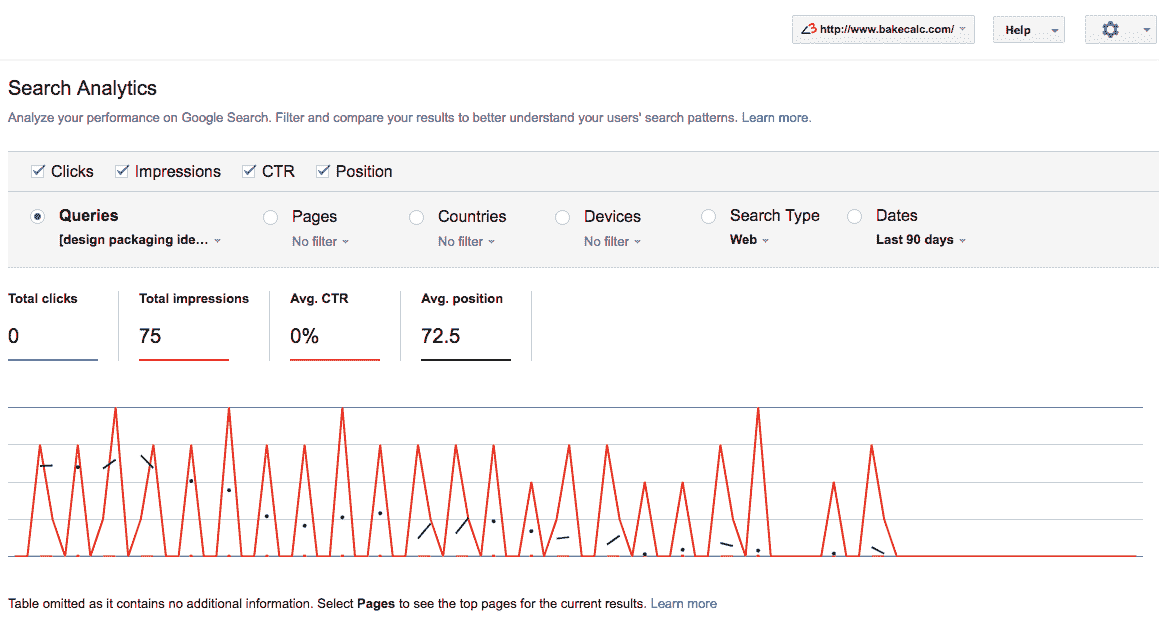 http://www.bakecalc.com/
Help
Search Analytics
Analyze your performance on Google Search. Filter and compare your results to better understand your users' search patterns. Learn more.
Clicks Impressions CTR Position
Queries Pages Countries Devices Search Type Dates
[design packaging ide... No filter No filter No filter Web Last 90 days
Total clicks Total impressions Avg. CTR Avg. position
0 75 0% 72.5
Table omitted as it contains no additional information. Select Pages to see the top pages for the current results. Learn more